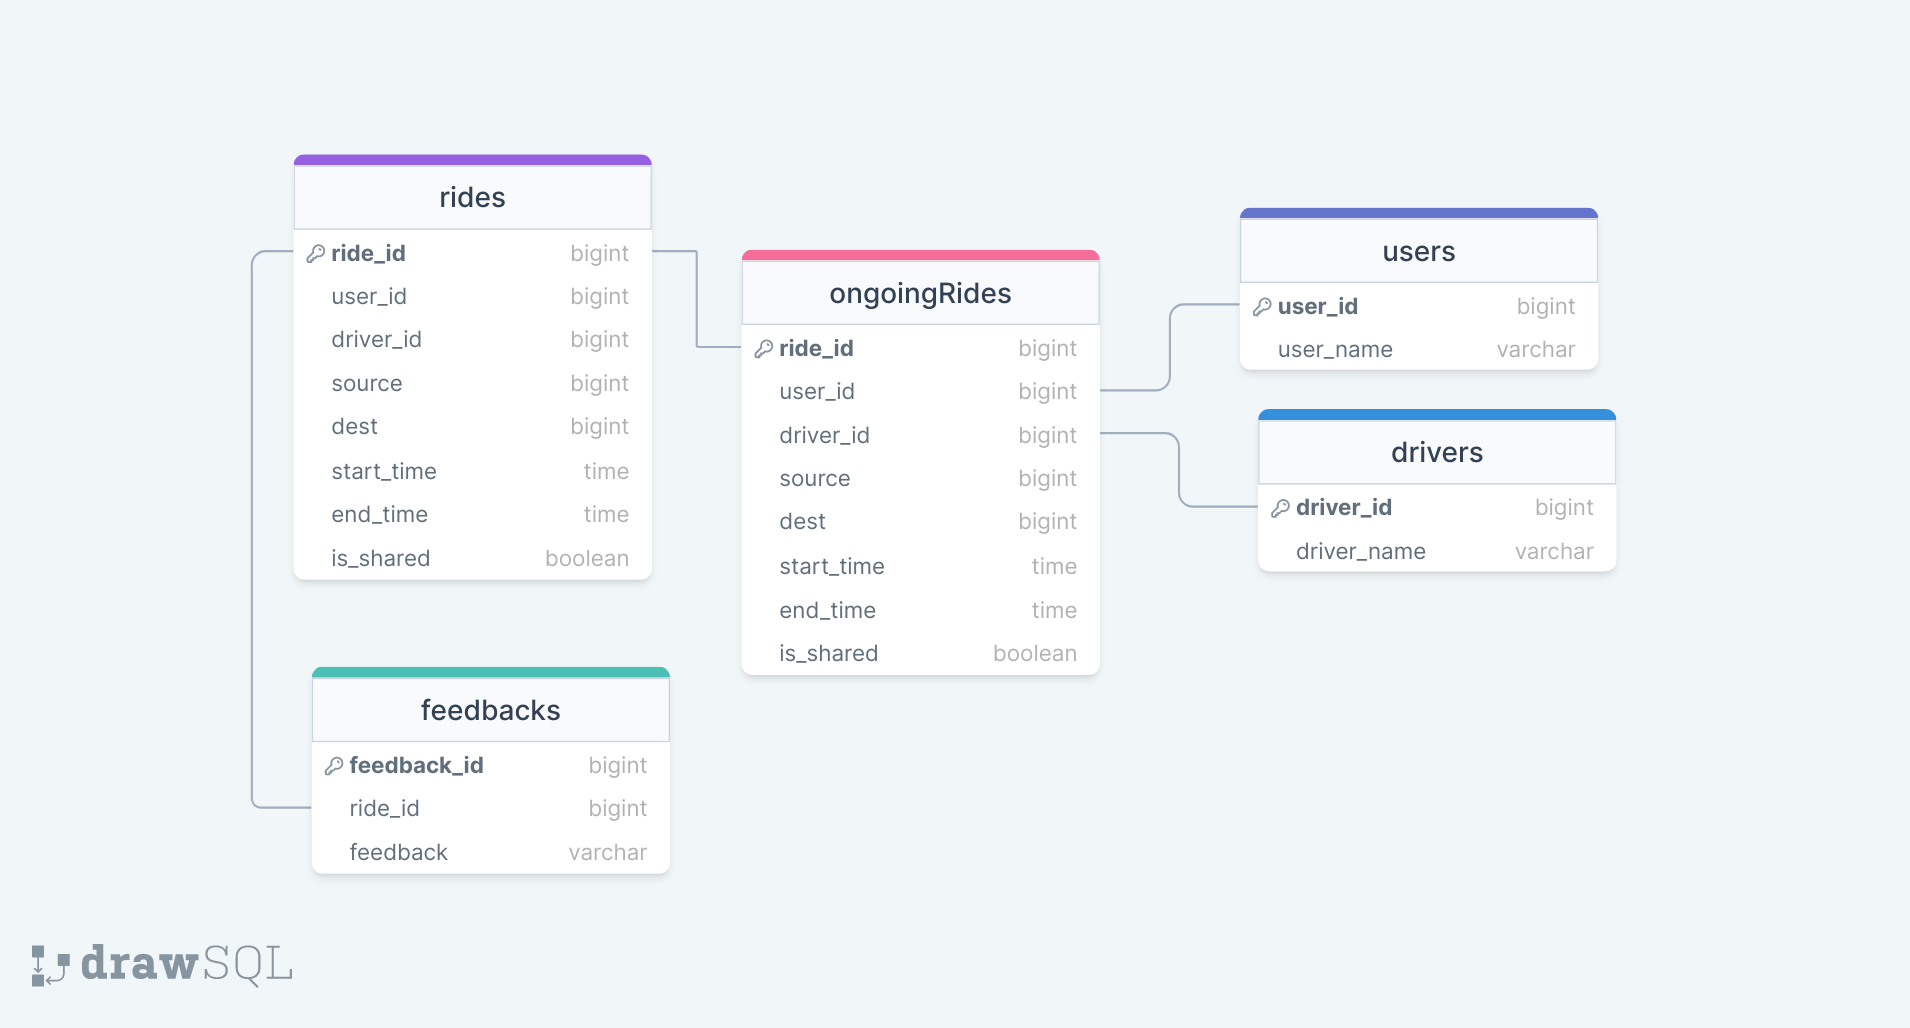 rides
ride_id bigint
user_id bigint
driver_id bigint
source bigint
dest bigint
start_time time
end_time time
is_shared boolean
ongoingRides
ride_id bigint
user_id bigint
driver_id bigint
source bigint
dest bigint
start_time time
end_time time
is_shared boolean
users
user_id bigint
user_name varchar
drivers
driver_id bigint
driver_name varchar
feedbacks
feedback_id bigint
ride_id bigint
feedback varchar
drawSQL